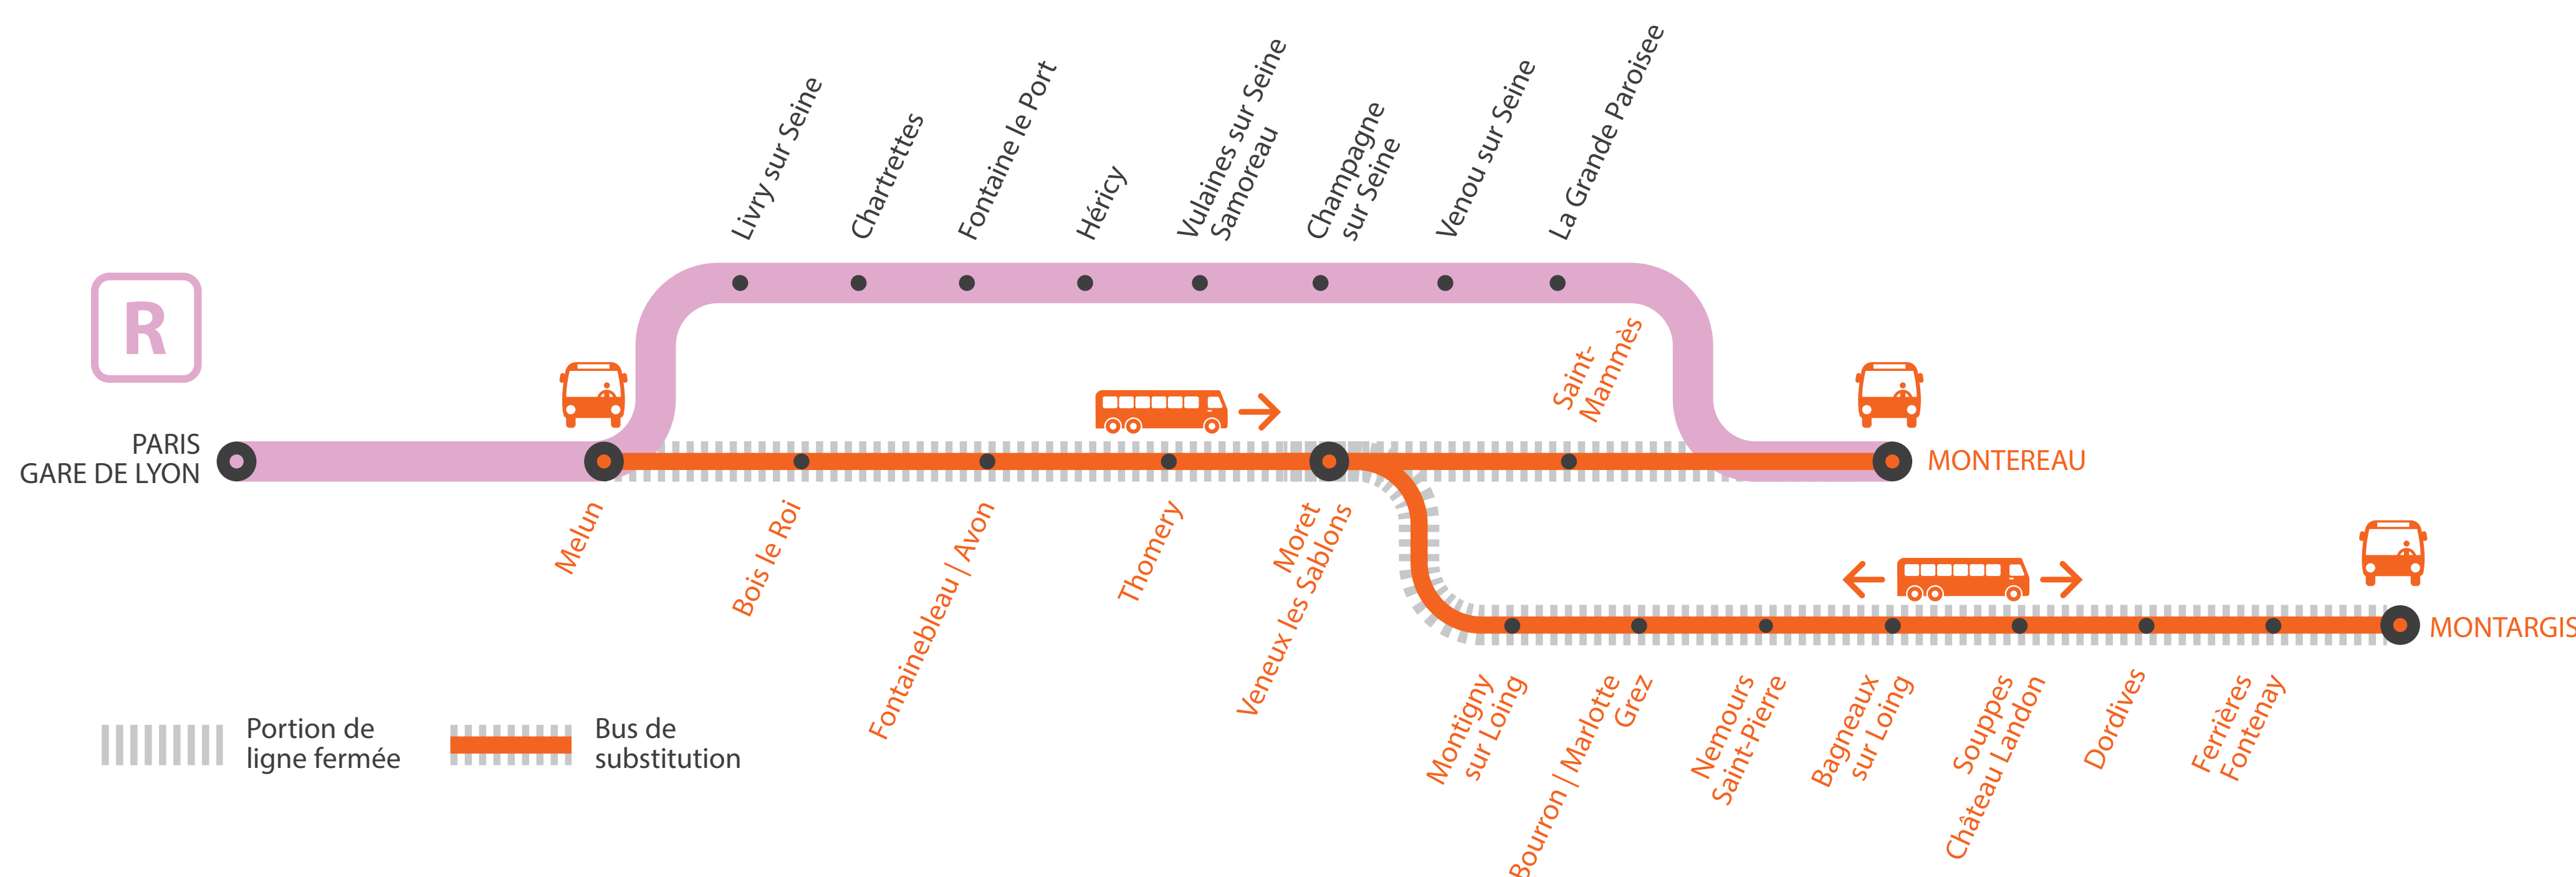 Livry sur Seine
Chartrettes
Fontaine le Port
Héricy
Vulaines sur Seine
Samoreau
Champagne
sur Seine
Venou sur Seine
La Grande Paroisee
R
Saint-
Mammès
PARIS
GARE DE LYON
MONTEREAU
Melun
Bois le Roi
Fontainebleau | Avon
Thomery
Moret
Veneux les Sablons
MONTARGIS
Montigny
sur Loing
Bourron | Marlotte
Grez
Nemours
Saint-Pierre
Bagneaux
sur Loing
Souppes
Château Landon
Dordives
Ferrières
Fontenay
Portion de
ligne fermée
Bus de
substitution